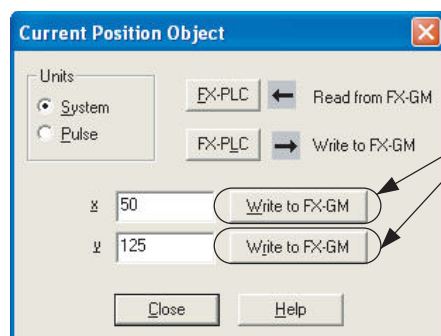 Current Position Object
Units
System
Pulse
FX-PLC Read from FX-GM
FX-PLC Write to FX-GM
x 50 Write to FX-GM
y 125 Write to FX-GM
Close Help